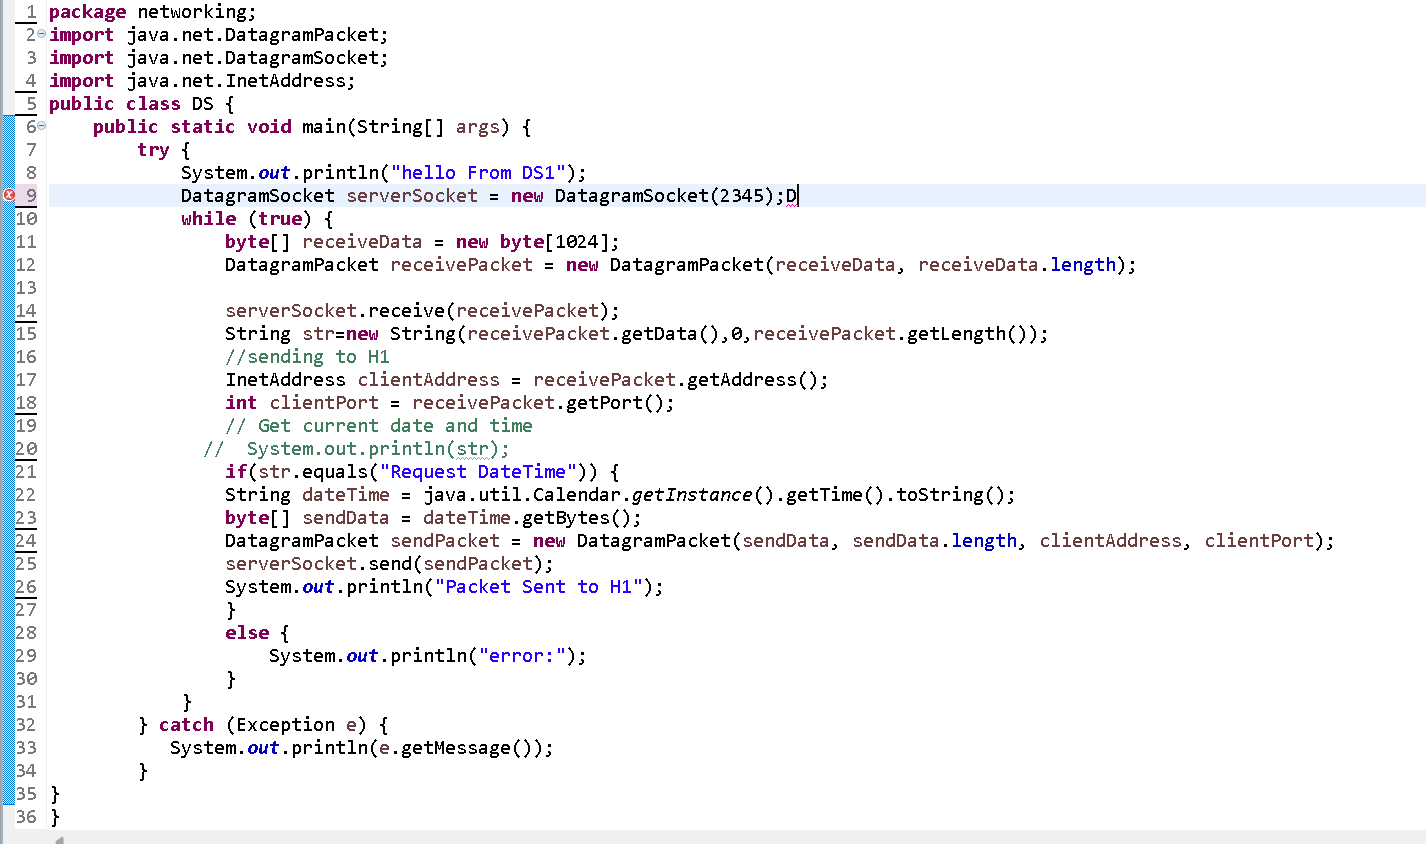 1 package networking;
2 import java.net.DatagramPacket;
3 import java.net.DatagramSocket;
4 import java.net.InetAddress;
5 public class DS {
6     public static void main(String[] args) {
7         try {
8             System.out.println("hello From DS1");
9             DatagramSocket serverSocket = new DatagramSocket(2345);D
10             while (true) {
11                 byte[] receiveData = new byte[1024];
12                 DatagramPacket receivePacket = new DatagramPacket(receiveData, receiveData.length);
13
14                 serverSocket.receive(receivePacket);
15                 String str=new String(receivePacket.getData(),0,receivePacket.getLength());
16                 //sending to H1
17                 InetAddress clientAddress = receivePacket.getAddress();
18                 int clientPort = receivePacket.getPort();
19                 // Get current date and time
20               //  System.out.println(str);
21                 if(str.equals("Request DateTime")) {
22                 String dateTime = java.util.Calendar.getInstance().getTime().toString();
23                 byte[] sendData = dateTime.getBytes();
24                 DatagramPacket sendPacket = new DatagramPacket(sendData, sendData.length, clientAddress, clientPort);
25                 serverSocket.send(sendPacket);
26                 System.out.println("Packet Sent to H1");
27                 }
28                 else {
29                     System.out.println("error:");
30                 }
31             }
32         } catch (Exception e) {
33            System.out.println(e.getMessage());
34         }
35 }
36 }